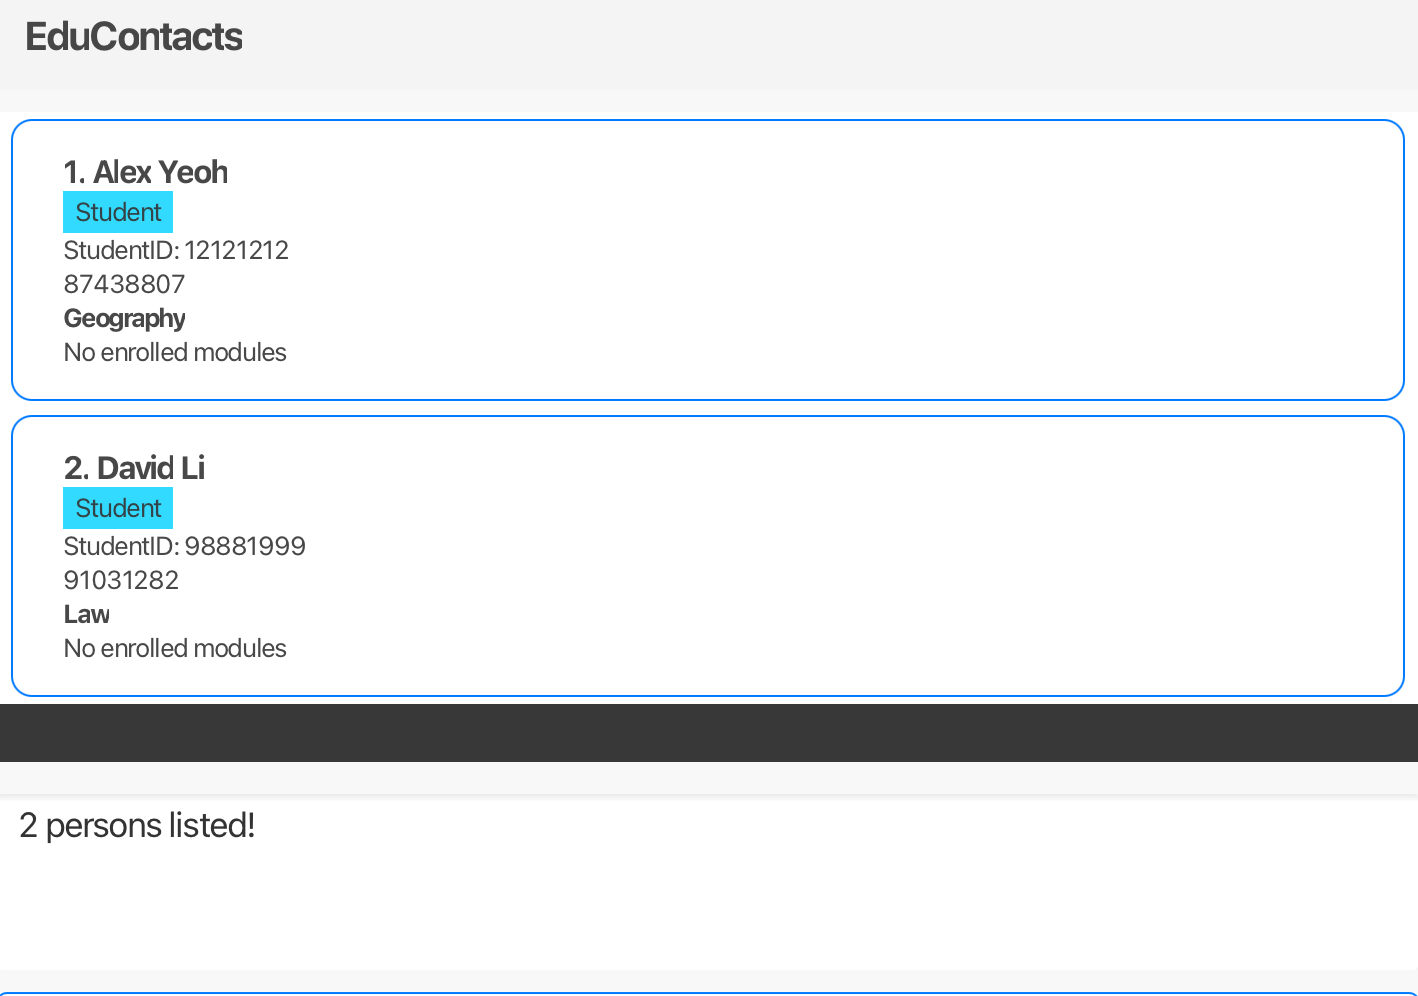 EduContacts
1. Alex Yeoh
Student
StudentID: 12121212
87438807
Geography
No enrolled modules
2. David Li
Student
StudentID: 98881999
91031282
Law
No enrolled modules
2 persons listed!